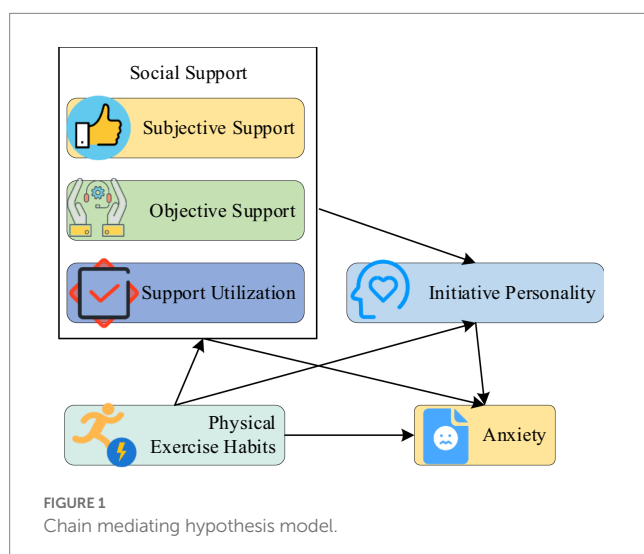 Social Support
Subjective Support
Objective Support
Support Utilization
Initiative Personality
Physical
Exercise Habits
Anxiety
FIGURE 1
Chain mediating hypothesis model.